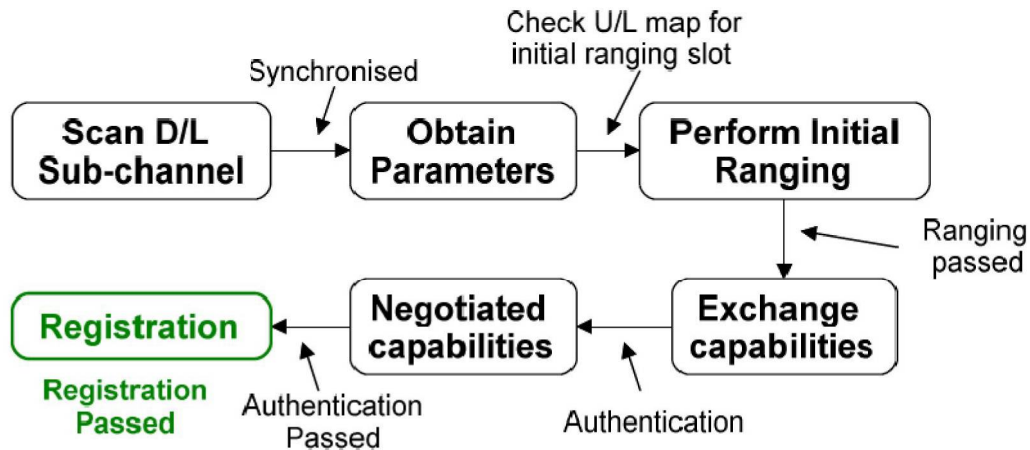 Check U/L map for
initial ranging slot
Synchronised
Scan D/L
Sub-channel
Obtain
Parameters
Perform Initial
Ranging
Ranging
passed
Exchange
capabilities
Authentication
Negotiated
capabilities
Authentication
Passed
Registration
Registration
Passed